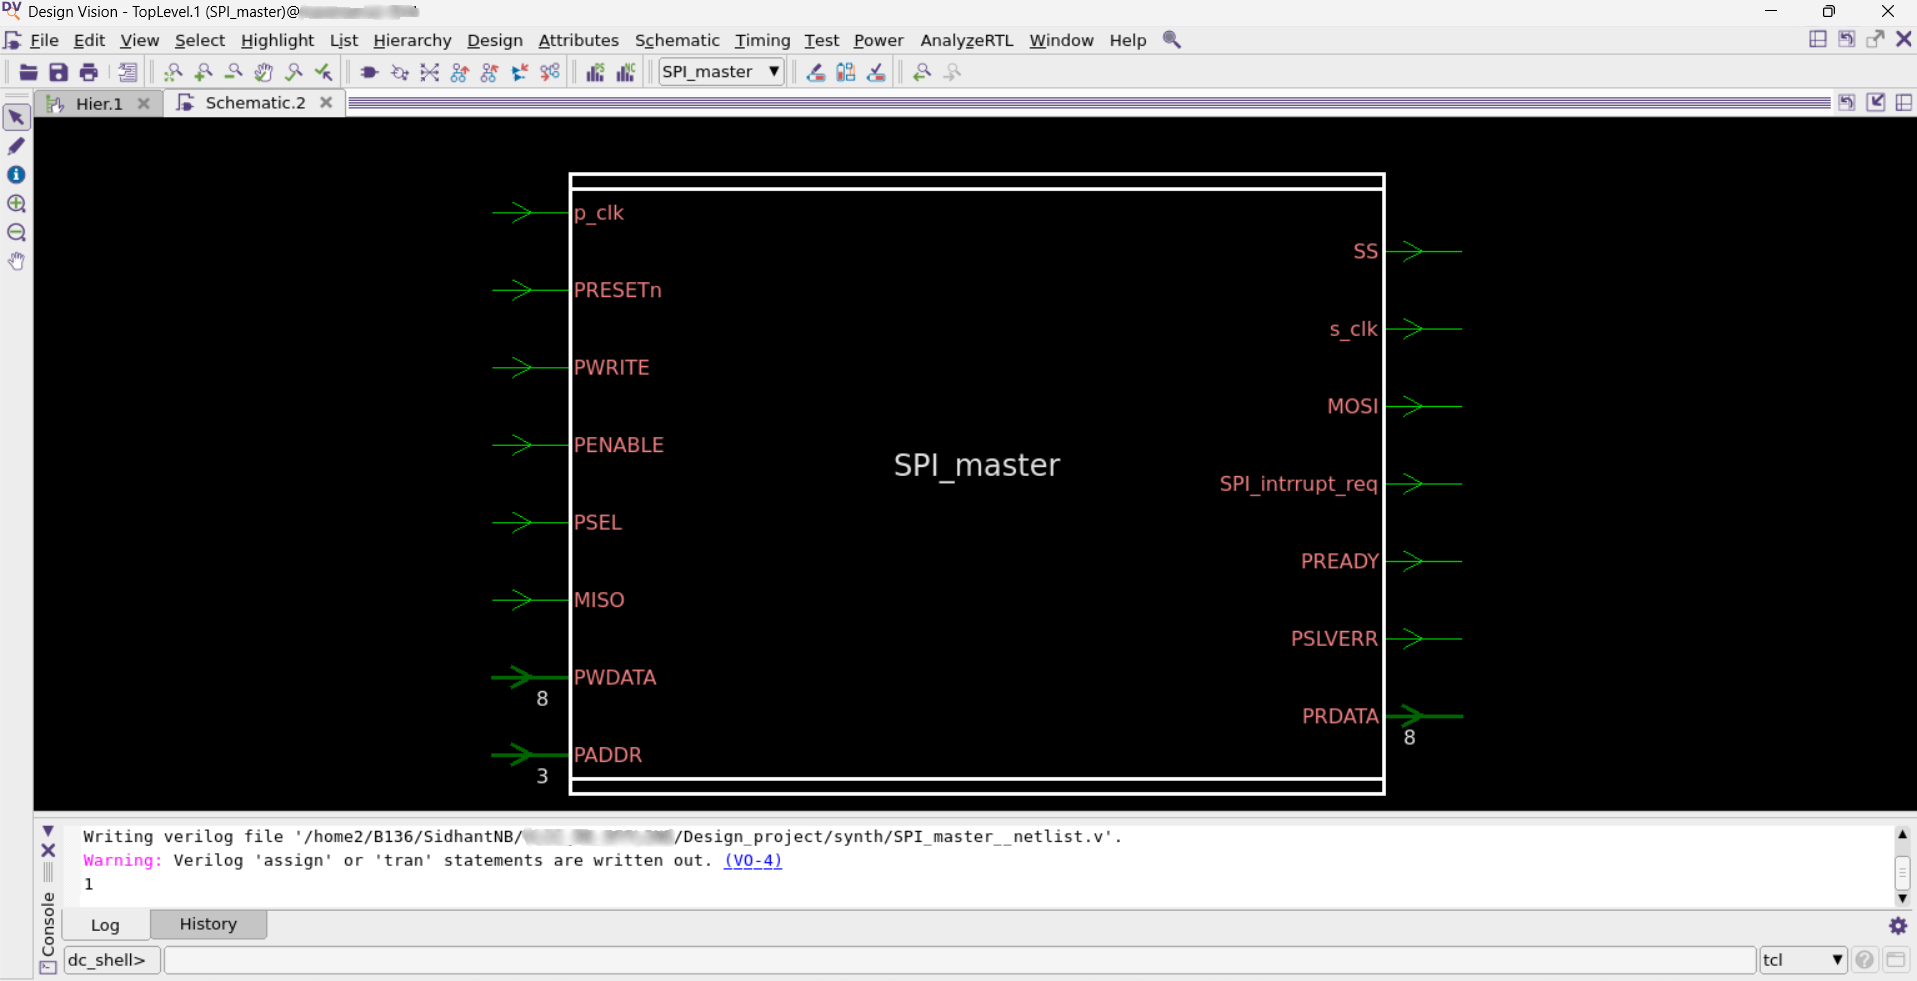 DV Design Vision - TopLevel.1 (SPI_master)@
File Edit View Select Highlight List Hierarchy Design Attributes Schematic Timing Test Power AnalyzeRTL Window Help
SPI_master
Hier.1 Schematic.2
p_clk
SS
PRESETn
s_clk
PWRITE
MOSI
PENABLE
SPI_master
SPI_intrrupt_req
PSEL
PREADY
MISO
PSLVERR
PWDATA
8
PRDATA
8
PADDR
3
Writing verilog file '/home2/B136/SidhantNB/ /Design_project/synth/SPI_master__netlist.v'.
Warning: Verilog 'assign' or 'tran' statements are written out. (VO-4)
1
Console
Log History
dc_shell> tcl